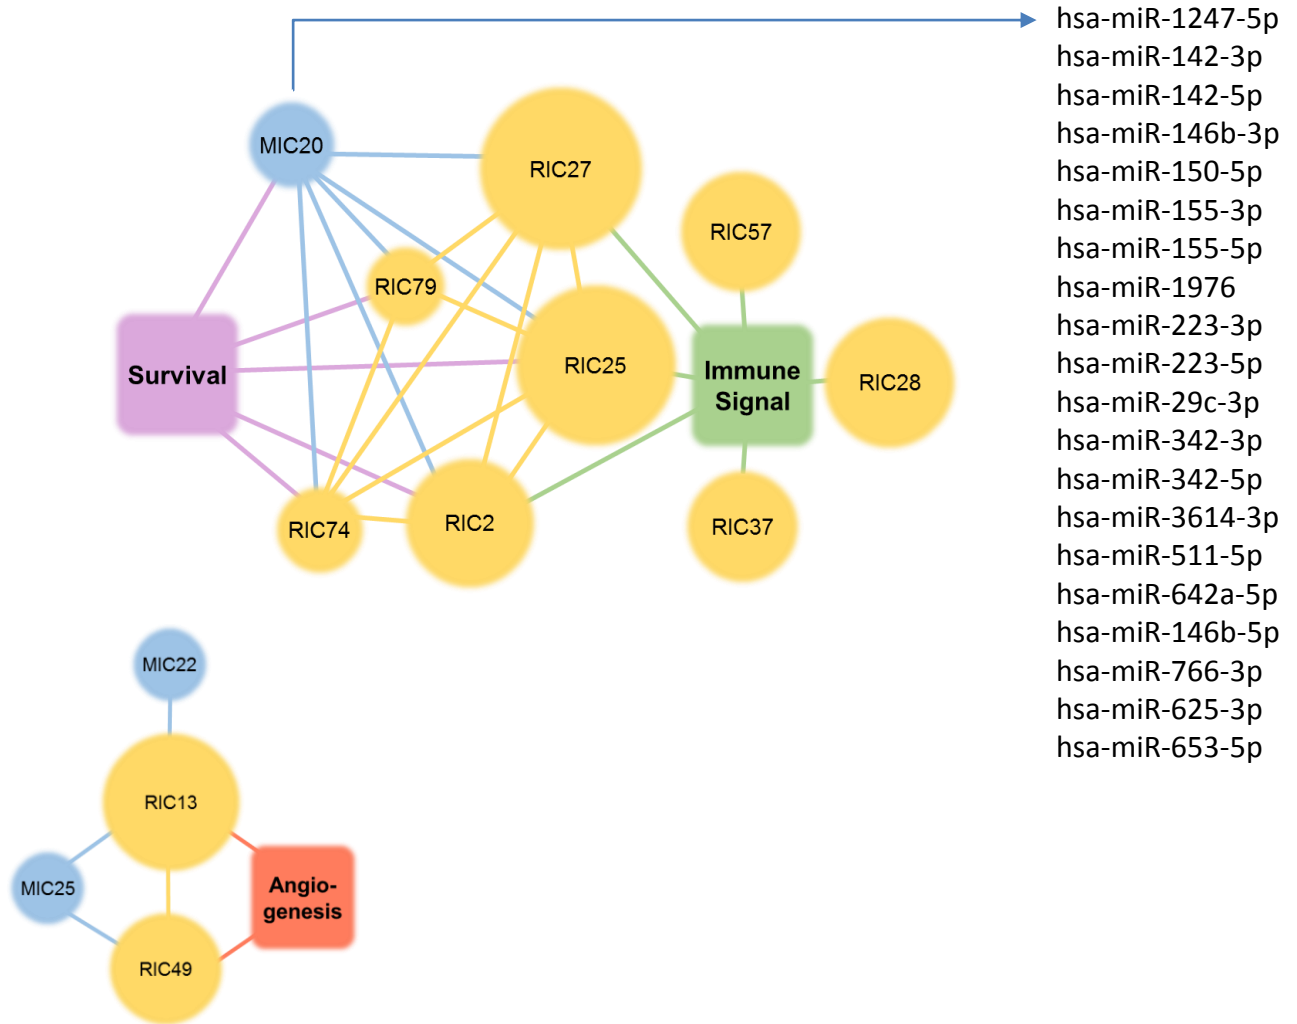 MIC20
RIC27
RIC57
RIC79
Survival
RIC25
Immune
Signal
RIC28
RIC74
RIC2
RIC37
MIC22
RIC13
MIC25
Angio-
genesis
RIC49
hsa-miR-1247-5p
hsa-miR-142-3p
hsa-miR-142-5p
hsa-miR-146b-3p
hsa-miR-150-5p
hsa-miR-155-3p
hsa-miR-155-5p
hsa-miR-1976
hsa-miR-223-3p
hsa-miR-223-5p
hsa-miR-29c-3p
hsa-miR-342-3p
hsa-miR-342-5p
hsa-miR-3614-3p
hsa-miR-511-5p
hsa-miR-642a-5p
hsa-miR-146b-5p
hsa-miR-766-3p
hsa-miR-625-3p
hsa-miR-653-5p